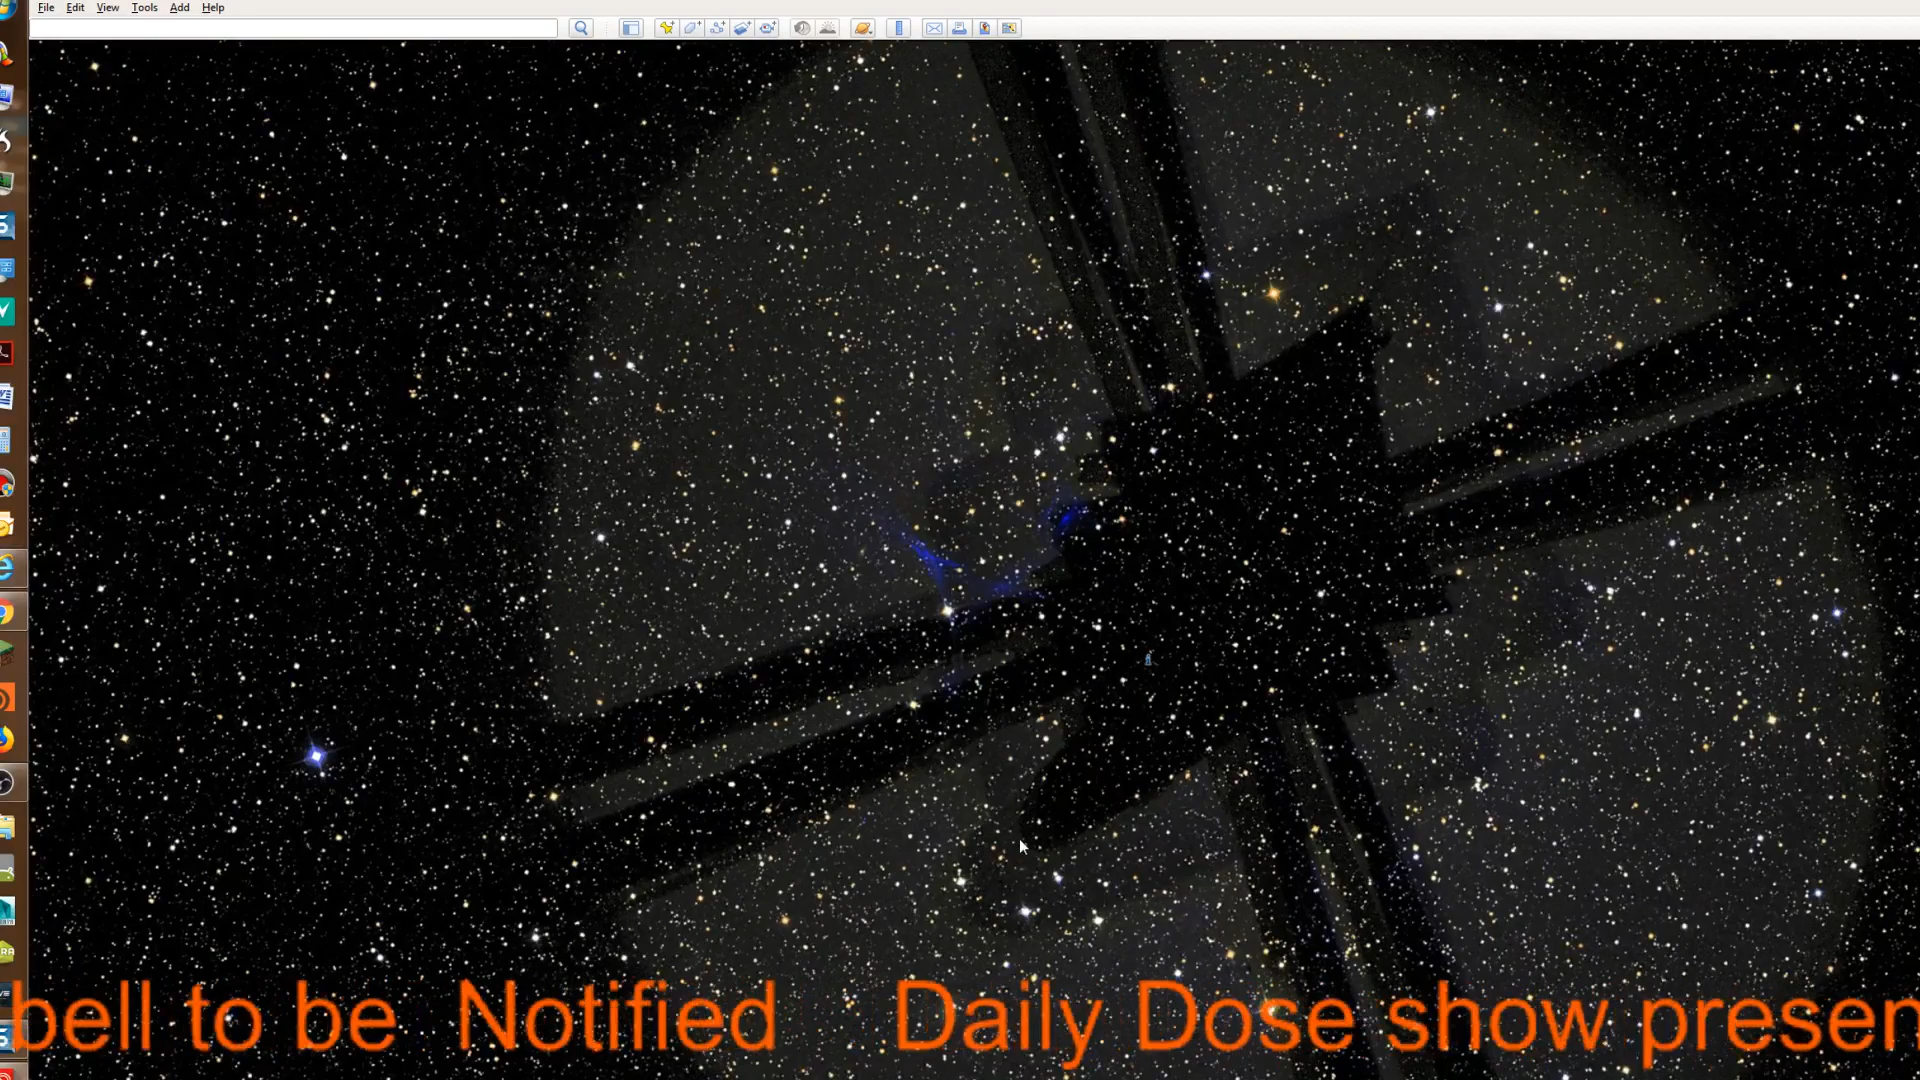 File Edit View Tools Add Help
bell to be Notified Daily Dose show presen